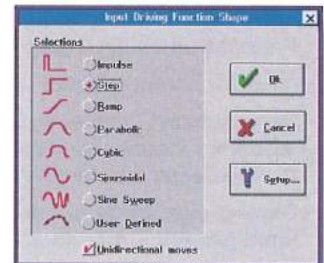 Input Driving Function Shape
Selections
Impulse
Step
Ramp
Parabolic
Cubic
Sinusoidal
Sine Sweep
User Defined
Unidirectional moves
Ok
Cancel
Setup...